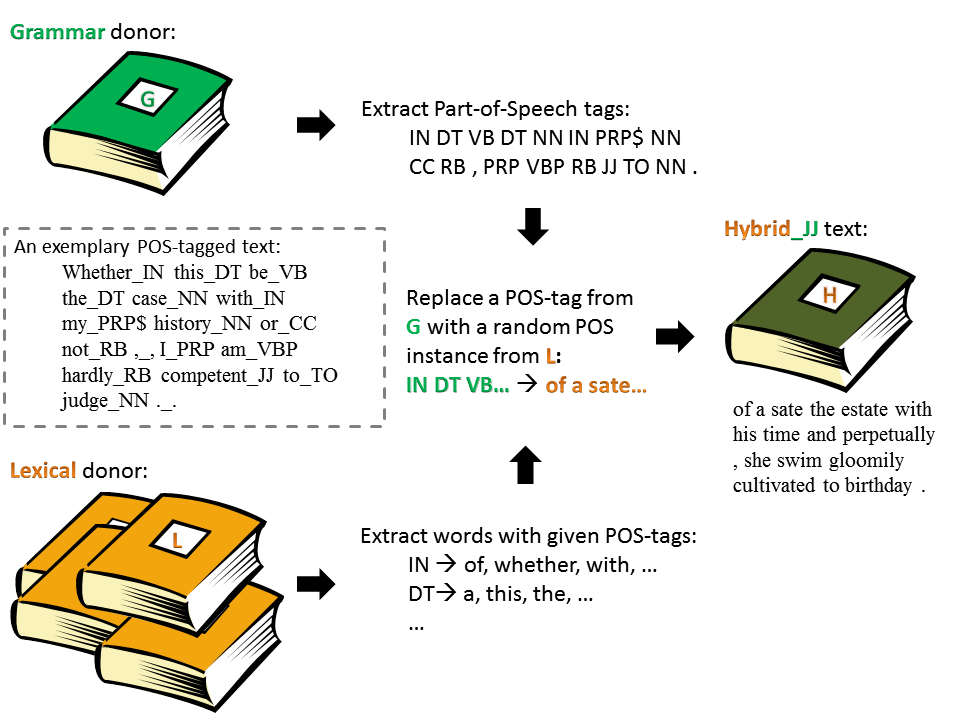 Grammar donor:
G
Extract Part-of-Speech tags:
IN DT VB DT NN IN PRP$ NN
CC RB , PRP VBP RB JJ TO NN .
An exemplary POS-tagged text:
Whether_IN this_DT be_VB
the_DT case_NN with_IN
my_PRP$ history_NN or_CC
not_RB ,_, I_PRP am_VBP
hardly_RB competent_JJ to_TO
judge_NN ._.
Replace a POS-tag from
G with a random POS
instance from L:
IN DT VB... → of a sate...
Hybrid_JJ text:
H
of a sate the estate with
his time and perpetually
, she swim gloomily
cultivated to birthday .
Lexical donor:
L
Extract words with given POS-tags:
IN → of, whether, with, ...
DT→ a, this, the, ...
...